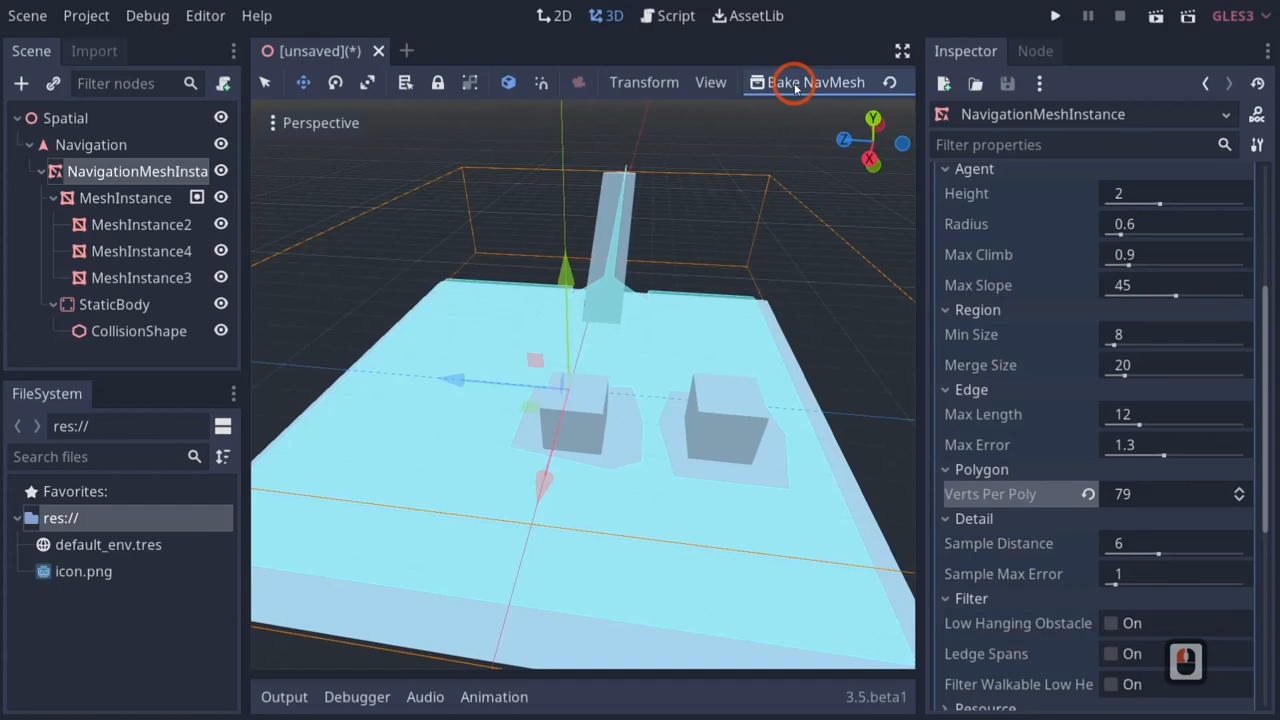 Scene Project Debug Editor Help
2D 3D Script AssetLib
GLES3
Scene Import
[unsaved](*)
Inspector Node
Filter nodes
Transform View Bake NavMesh
Perspective
Y
Z
X
Spatial
Navigation
NavigationMeshInsta
MeshInstance
MeshInstance2
MeshInstance4
MeshInstance3
StaticBody
CollisionShape
FileSystem
res://
Search files
Favorites:
res://
default_env.tres
icon.png
Output Debugger Audio Animation 3.5.beta1
NavigationMeshInstance
Filter properties
Agent
Height 2
Radius 0.6
Max Climb 0.9
Max Slope 45
Region
Min Size 8
Merge Size 20
Edge
Max Length 12
Max Error 1.3
Polygon
Verts Per Poly 79
Detail
Sample Distance 6
Sample Max Error 1
Filter
Low Hanging Obstacle On
Ledge Spans On
Filter Walkable Low He On
Resource